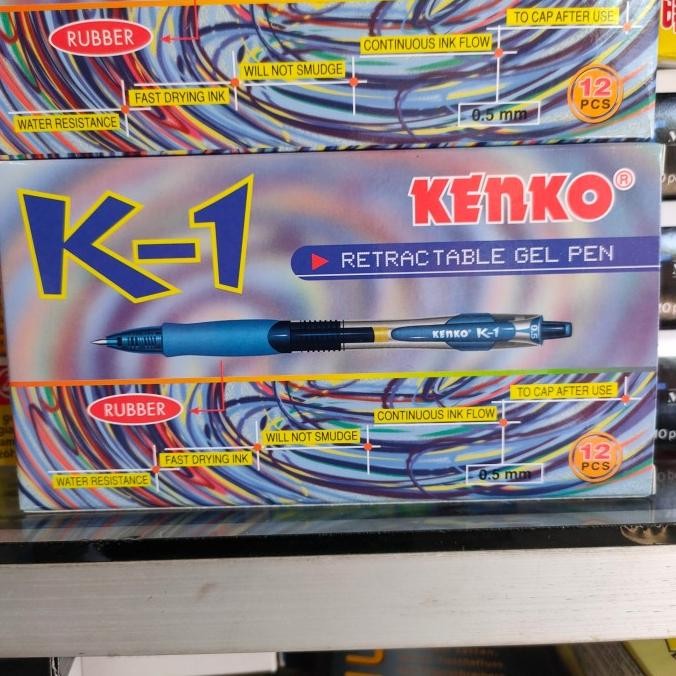 TO CAP AFTER USE
RUBBER
CONTINUOUS INK FLOW
WILL NOT SMUDGE
FAST DRYING INK
12
PCS
0.5 mm
WATER RESISTANCE
K-1
KENKO®
RETRACTABLE GEL PEN
KENKO K-1 0.5
TO CAP AFTER USE
RUBBER
CONTINUOUS INK FLOW
WILL NOT SMUDGE
FAST DRYING INK
12
PCS
0.5 mm
WATER RESISTANCE